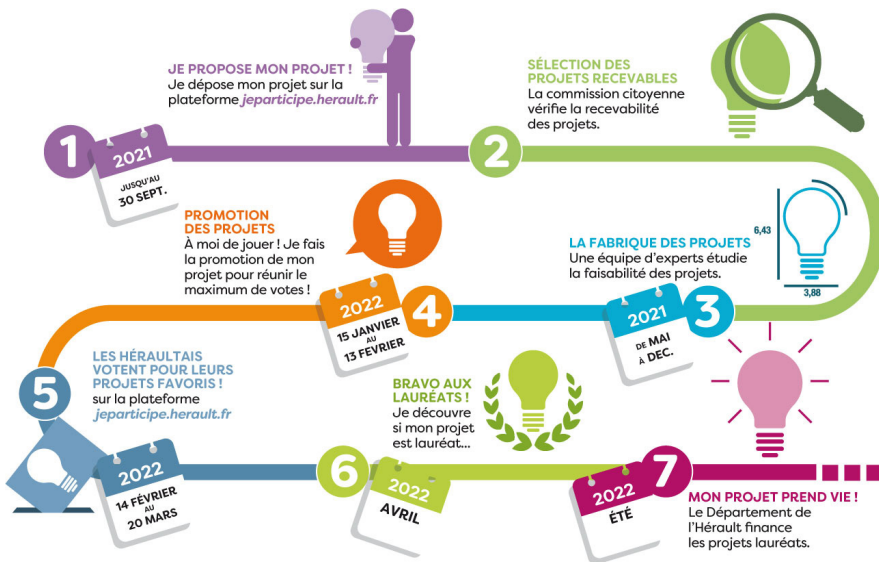 JE PROPOSE MON PROJET !
Je dépose mon projet sur la
plateforme jeparticipe.herault.fr
1
2021
JUSQU'AU
30 SEPT.
SÉLECTION DES
PROJETS RECEVABLES
La commission citoyenne
vérifie la recevabilité
des projets.
2
LA FABRIQUE DES PROJETS
Une équipe d'experts étudie
la faisabilité des projets.
6,43
3,88
3
2021
DE MAI
À DEC.
PROMOTION
DES PROJETS
À moi de jouer ! Je fais
la promotion de mon
projet pour réunir le
maximum de votes !
4
2022
15 JANVIER
AU
13 FEVRIER
5
LES HÉRAULTAIS
VOTENT POUR LEURS
PROJETS FAVORIS !
sur la plateforme
jeparticipe.herault.fr
2022
14 FÉVRIER
AU
20 MARS
6
BRAVO AUX
LAURÉATS !
Je découvre
si mon projet
est lauréat...
2022
AVRIL
7
2022
ÉTÉ
MON PROJET PREND VIE !
Le Département de
l'Hérault finance
les projets lauréats.